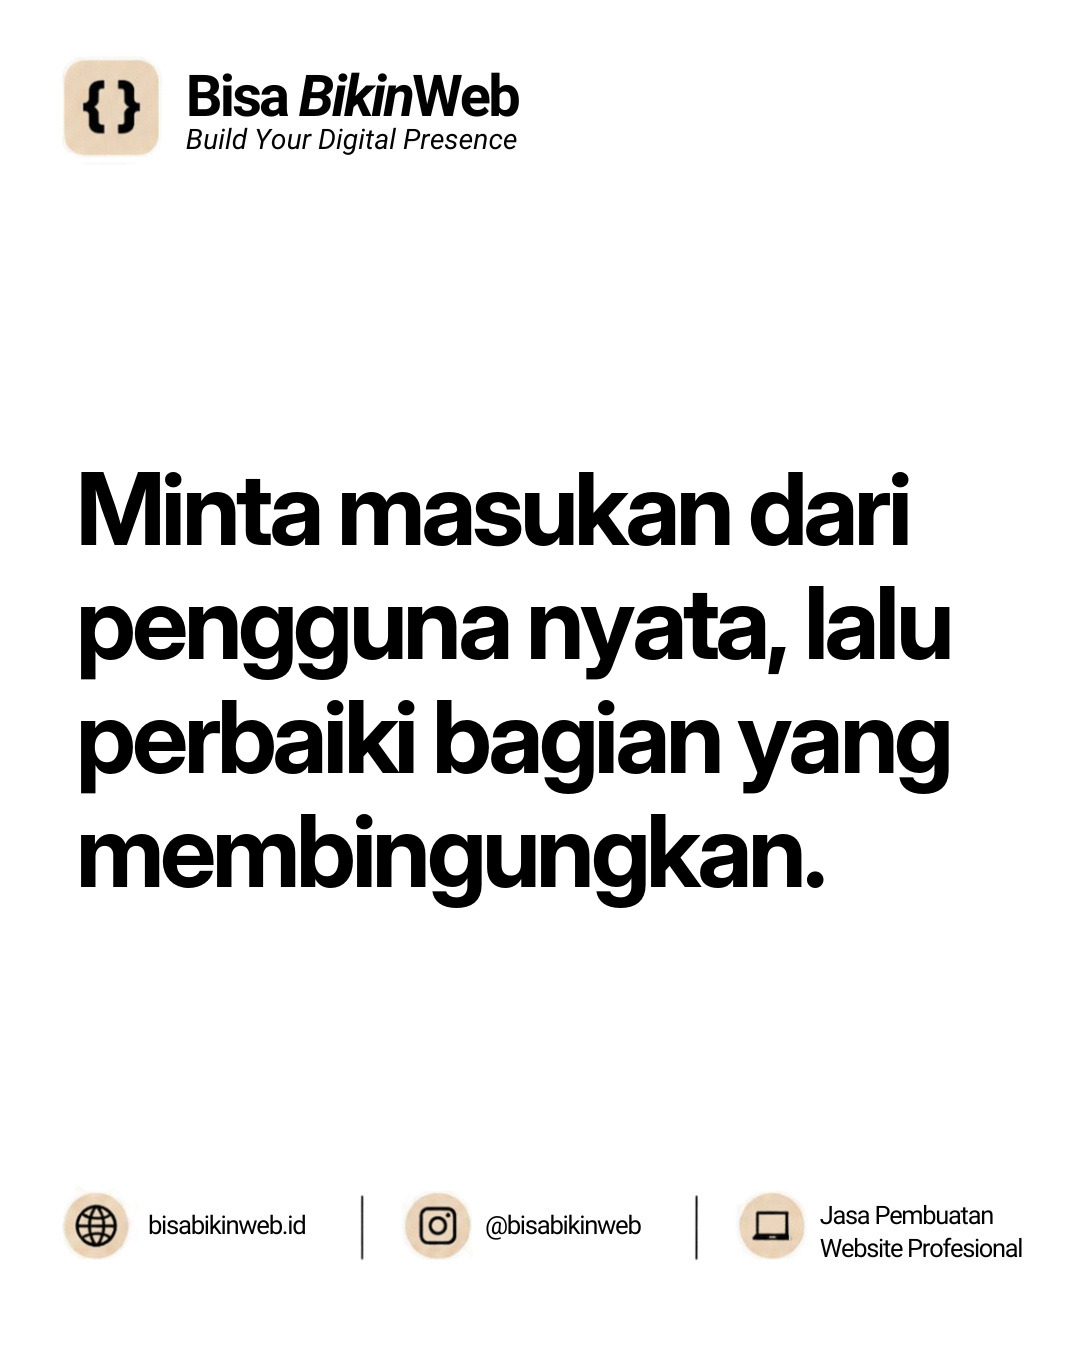 { }
Bisa BikinWeb
Build Your Digital Presence
Minta masukan dari
pengguna nyata, lalu
perbaiki bagian yang
membingungkan.
bisabikinweb.id
@bisabikinweb
Jasa Pembuatan
Website Profesional